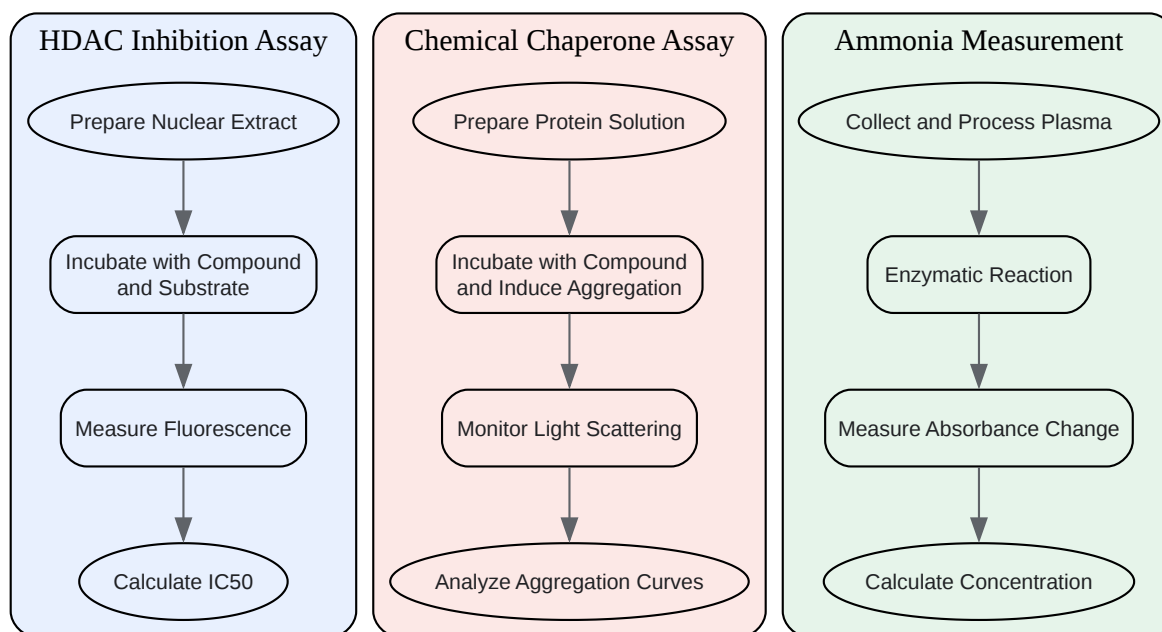 HDAC Inhibition Assay
Prepare Nuclear Extract
Incubate with Compound
and Substrate
Measure Fluorescence
Calculate IC50
Chemical Chaperone Assay
Prepare Protein Solution
Incubate with Compound
and Induce Aggregation
Monitor Light Scattering
Analyze Aggregation Curves
Ammonia Measurement
Collect and Process Plasma
Enzymatic Reaction
Measure Absorbance Change
Calculate Concentration